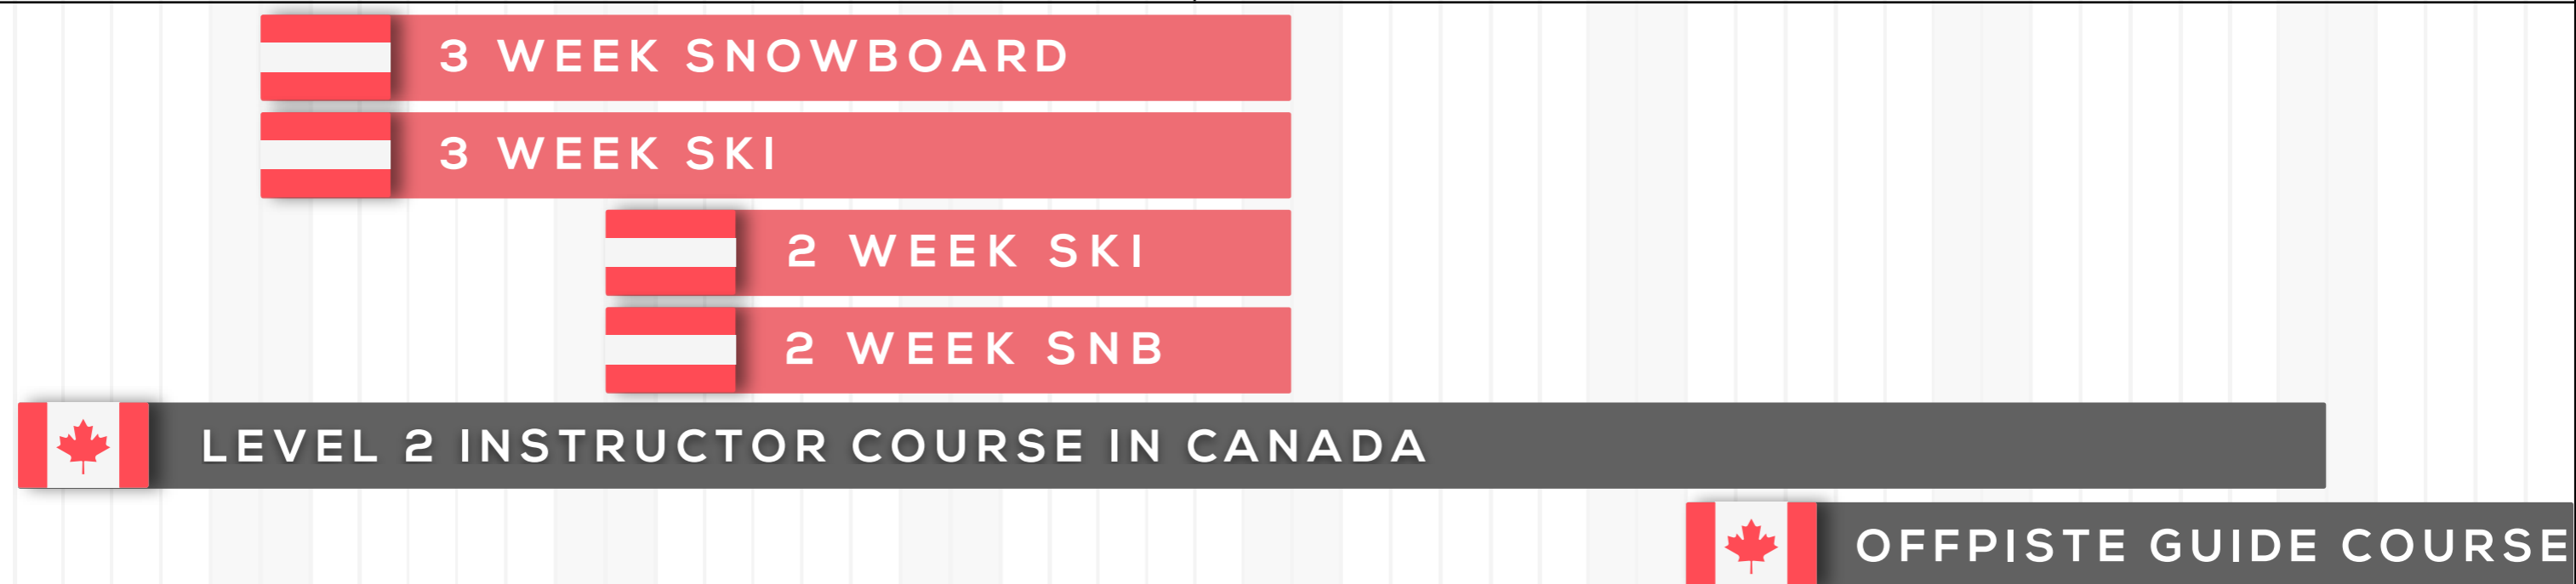 3 WEEK SNOWBOARD
3 WEEK SKI
2 WEEK SKI
2 WEEK SNB
LEVEL 2 INSTRUCTOR COURSE IN CANADA
OFFPISTE GUIDE COURSE